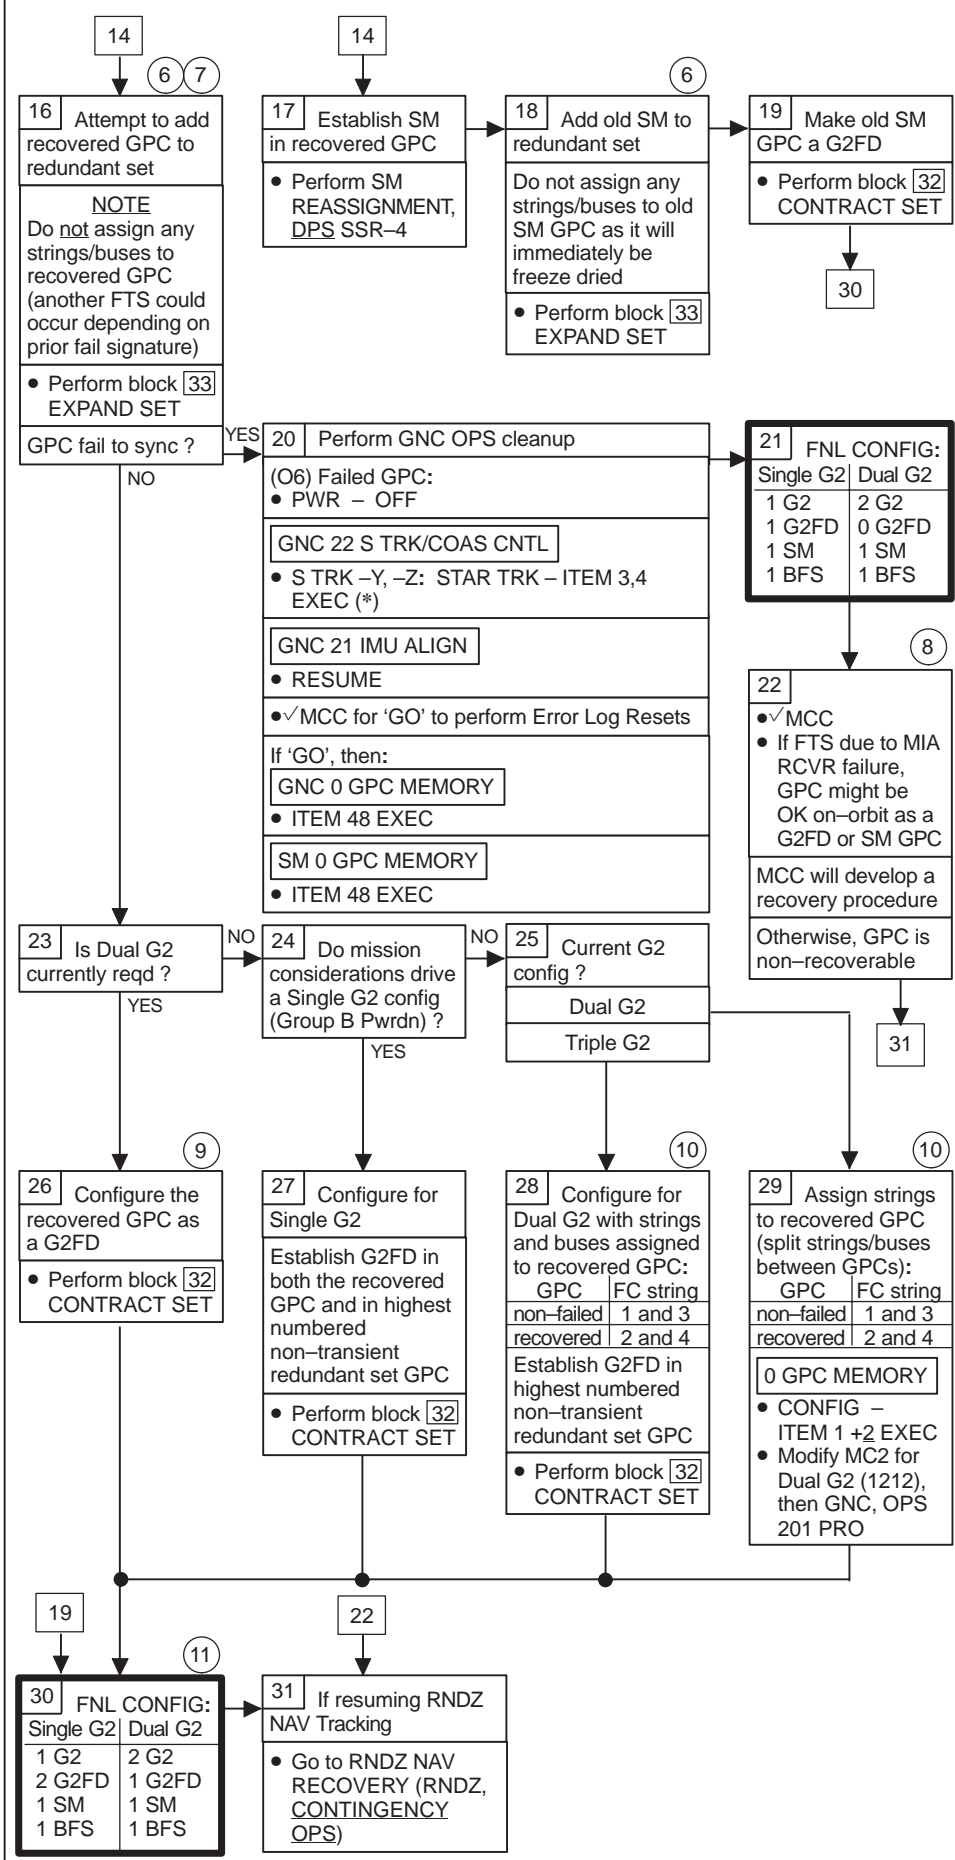 14
14
6
7
6
16 Attempt to add
recovered GPC to
redundant set
NOTE
Do not assign any
strings/buses to
recovered GPC
(another FTS could
occur depending on
prior fail signature)
• Perform block 33
EXPAND SET
GPC fail to sync ?
YES
NO
17 Establish SM
in recovered GPC
• Perform SM
REASSIGNMENT,
DPS SSR–4
18 Add old SM to
redundant set
Do not assign any
strings/buses to old
SM GPC as it will
immediately be
freeze dried
• Perform block 33
EXPAND SET
19 Make old SM
GPC a G2FD
• Perform block 32
CONTRACT SET
30
20 Perform GNC OPS cleanup
(O6) Failed GPC:
• PWR – OFF
GNC 22 S TRK/COAS CNTL
• S TRK –Y, –Z: STAR TRK – ITEM 3,4
EXEC (*)
GNC 21 IMU ALIGN
• RESUME
•√MCC for ‘GO’ to perform Error Log Resets
If ‘GO’, then:
GNC 0 GPC MEMORY
• ITEM 48 EXEC
SM 0 GPC MEMORY
• ITEM 48 EXEC
21 FNL CONFIG:
Single G2 Dual G2
1 G2 2 G2
1 G2FD 0 G2FD
1 SM 1 SM
1 BFS 1 BFS
8
22
•√MCC
• If FTS due to MIA
RCVR failure,
GPC might be
OK on–orbit as a
G2FD or SM GPC
MCC will develop a
recovery procedure
Otherwise, GPC is
non–recoverable
31
23 Is Dual G2
currently reqd ?
NO
YES
24 Do mission
considerations drive
a Single G2 config
(Group B Pwrdn) ?
NO
YES
25 Current G2
config ?
Dual G2
Triple G2
9
26 Configure the
recovered GPC as
a G2FD
• Perform block 32
CONTRACT SET
27 Configure for
Single G2
Establish G2FD in
both the recovered
GPC and in highest
numbered
non–transient
redundant set GPC
• Perform block 32
CONTRACT SET
10
28 Configure for
Dual G2 with strings
and buses assigned
to recovered GPC:
GPC FC string
non–failed 1 and 3
recovered 2 and 4
Establish G2FD in
highest numbered
non–transient
redundant set GPC
• Perform block 32
CONTRACT SET
10
29 Assign strings
to recovered GPC
(split strings/buses
between GPCs):
GPC FC string
non–failed 1 and 3
recovered 2 and 4
0 GPC MEMORY
• CONFIG –
ITEM 1 +2 EXEC
• Modify MC2 for
Dual G2 (1212),
then GNC, OPS
201 PRO
19
22
11
30 FNL CONFIG:
Single G2 Dual G2
1 G2 2 G2
2 G2FD 1 G2FD
1 SM 1 SM
1 BFS 1 BFS
31 If resuming RNDZ
NAV Tracking
• Go to RNDZ NAV
RECOVERY (RNDZ,
CONTINGENCY
OPS)